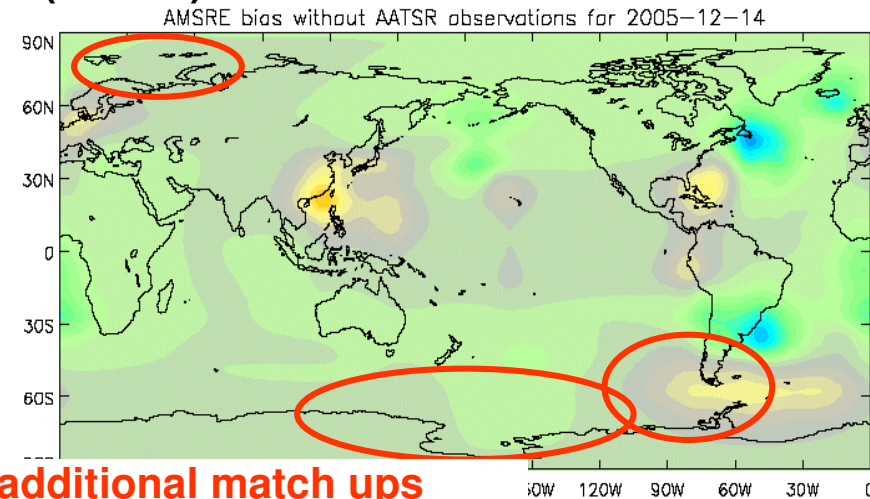 AMSRE bias without AATSR observations for 2005-12-14
90N
60N
30N
0
30S
60S
120W 90W 60W 30W
additional match ups